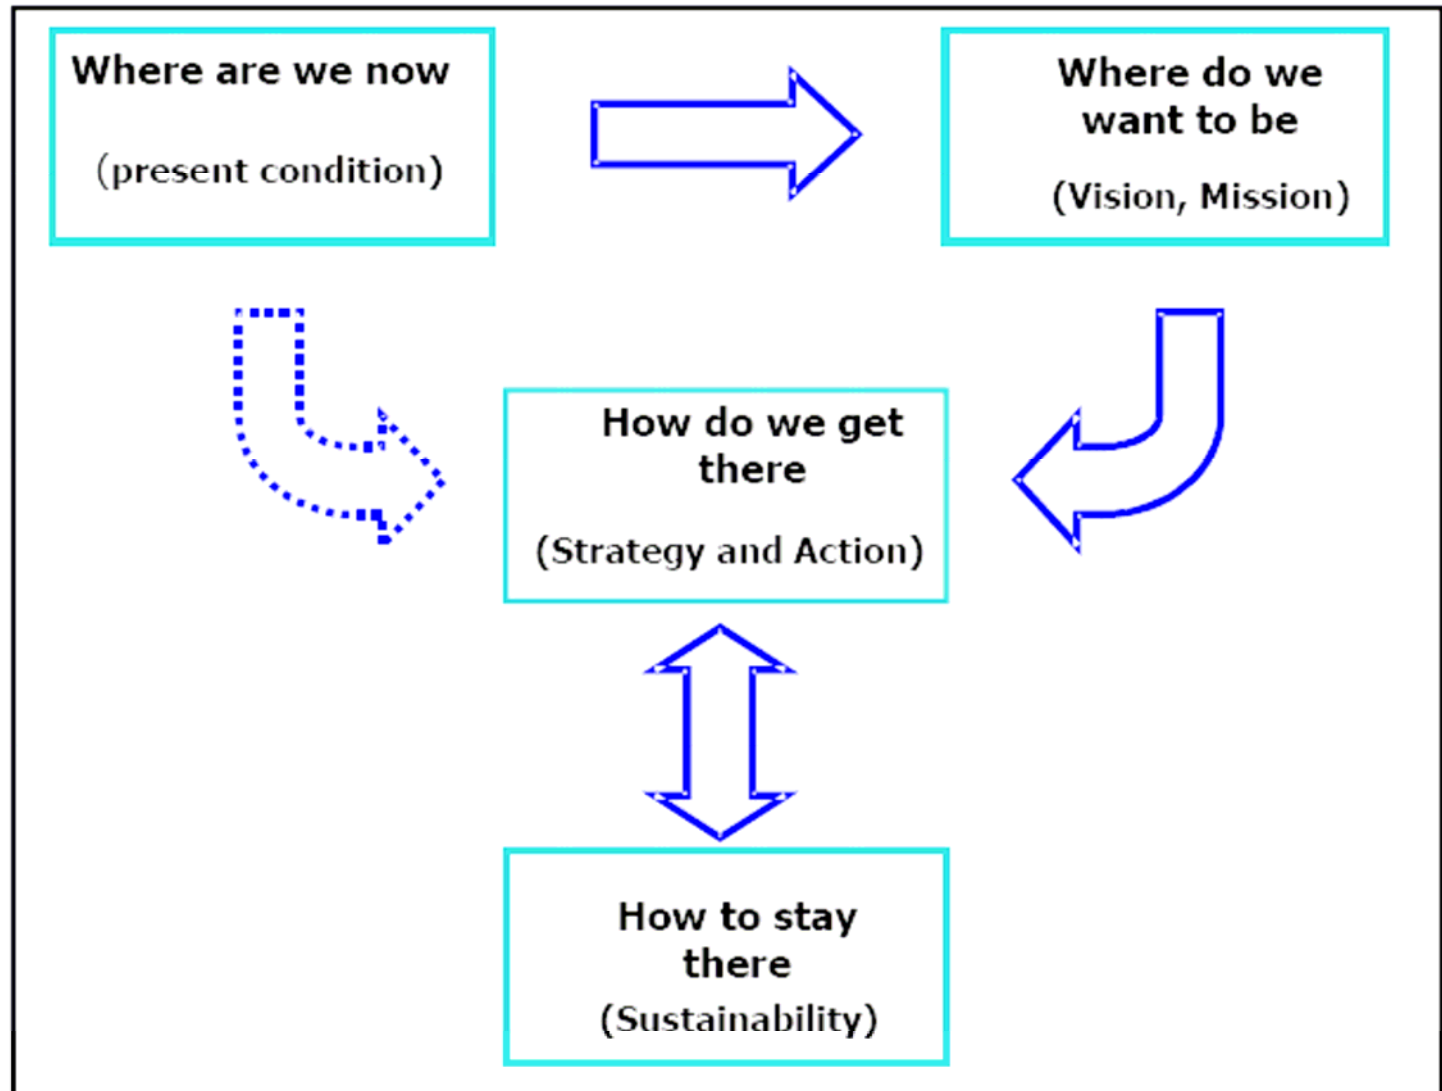 Where are we now
(present condition)
Where do we
want to be
(Vision, Mission)
How do we get
there
(Strategy and Action)
How to stay
there
(Sustainability)